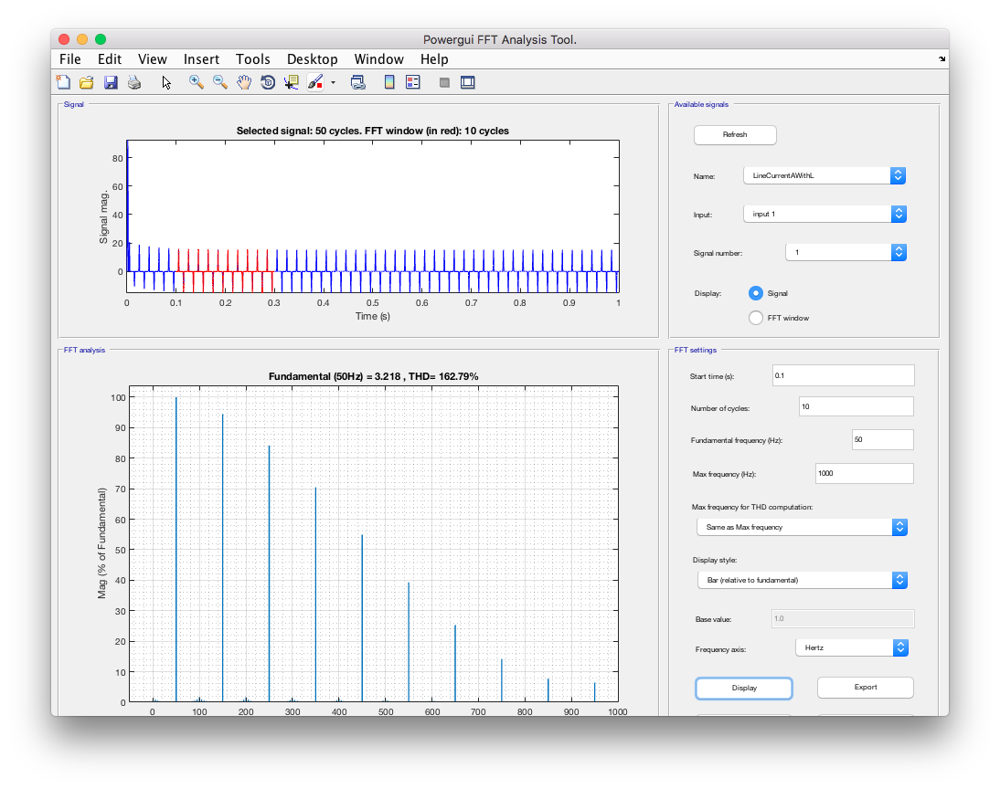 Powergui FFT Analysis Tool.
File Edit View Insert Tools Desktop Window Help
Signal
Selected signal: 50 cycles. FFT window (in red): 10 cycles
Signal mag.
80
60
40
20
0
0 0.1 0.2 0.3 0.4 0.5 0.6 0.7 0.8 0.9 1
Time (s)
Available signals
Refresh
Name: LineCurrentAWithL
Input: input 1
Signal number: 1
Display: Signal
FFT window
FFT analysis
Fundamental (50Hz) = 3.218 , THD= 162.79%
Mag (% of Fundamental)
100
90
80
70
60
50
40
30
20
10
0
0 100 200 300 400 500 600 700 800 900 1000
FFT settings
Start time (s): 0.1
Number of cycles: 10
Fundamental frequency (Hz): 50
Max frequency (Hz): 1000
Max frequency for THD computation:
Same as Max frequency
Display style:
Bar (relative to fundamental)
Base value: 1.0
Frequency axis: Hertz
Display Export